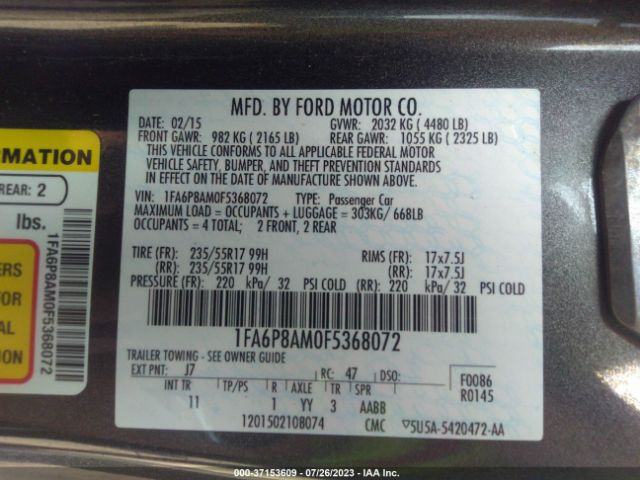 MFD. BY FORD MOTOR CO.
DATE: 02/15 GVWR: 2032 KG ( 4480 LB)
FRONT GAWR: 982 KG ( 2165 LB) REAR GAWR: 1055 KG ( 2325 LB)
THIS VEHICLE CONFORMS TO ALL APPLICABLE FEDERAL MOTOR
VEHICLE SAFETY, BUMPER, AND THEFT PREVENTION STANDARDS
IN EFFECT ON THE DATE OF MANUFACTURE SHOWN ABOVE.
VIN: 1FA6P8AM0F5368072 TYPE: Passenger Car
MAXIMUM LOAD = OCCUPANTS + LUGGAGE = 303KG/ 668LB
OCCUPANTS = 4 TOTAL; 2 FRONT, 2 REAR
TIRE (FR): 235/55R17 99H RIMS (FR): 17x7.5J
(RR): 235/55R17 99H (RR): 17x7.5J
PRESSURE (FR): 220 kPa/ 32 PSI COLD (RR): 220 kPa/ 32 PSI COLD
1FA6P8AM0F5368072
TRAILER TOWING - SEE OWNER GUIDE
EXT PNT: J7 RC: 47 DSO:
INT TR TP/PS R AXLE TR SPR
11 1 YY 3 AABB
1201502108074 CMC 5U5A-5420472-AA
F0086
R0145
ORMATION
REAR: 2
lbs.
1FA6P8AM0F5368072
ERS
TOR
AL
TION
000-37153609 - 07/26/2023 - IAA Inc.